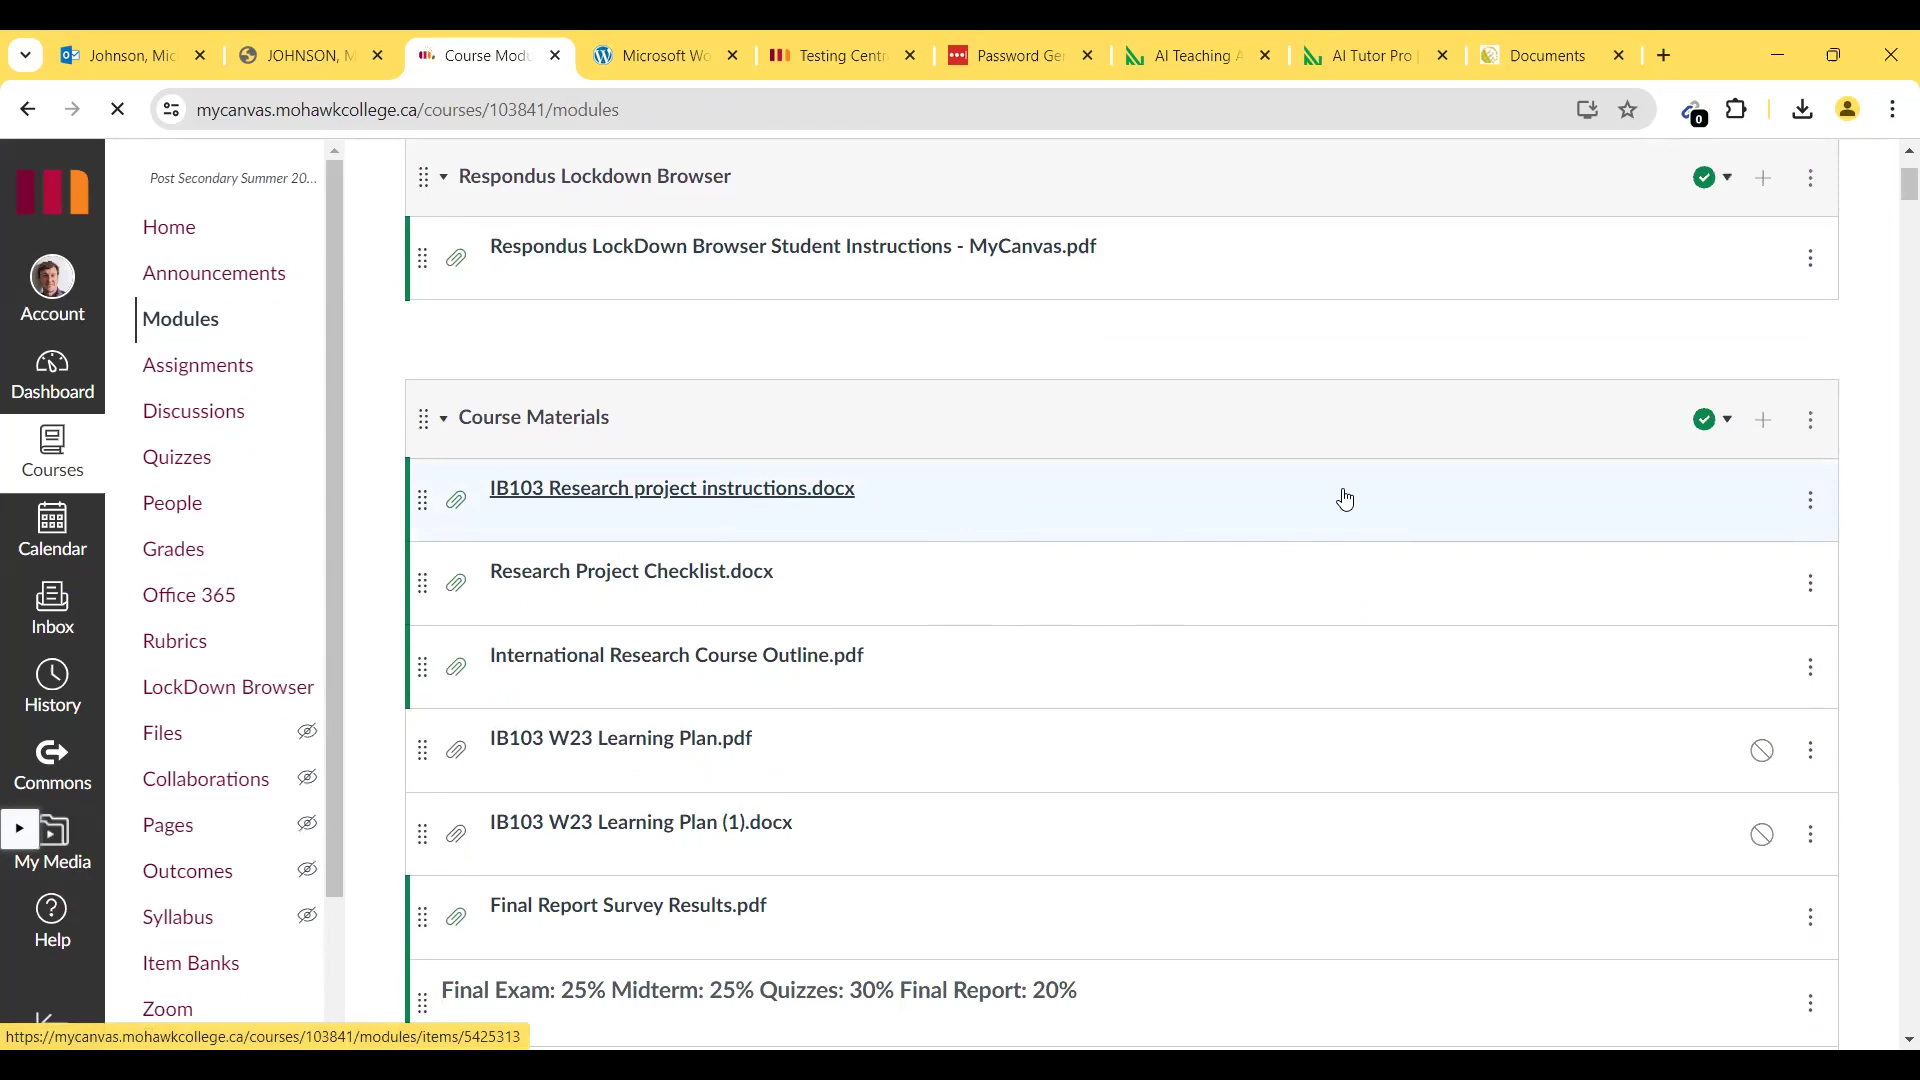 Johnson, Mic
JOHNSON, M
Course Modu
Microsoft Wo
Testing Centr
Password Ge
AI Teaching A
AI Tutor Pro
Documents
mycanvas.mohawkcollege.ca/courses/103841/modules
0
Account
Dashboard
Courses
Calendar
Inbox
History
Commons
My Media
Help
Post Secondary Summer 20...
Home
Announcements
Modules
Assignments
Discussions
Quizzes
People
Grades
Office 365
Rubrics
LockDown Browser
Files
Collaborations
Pages
Outcomes
Syllabus
Item Banks
Zoom
Respondus Lockdown Browser
Respondus LockDown Browser Student Instructions - MyCanvas.pdf
Course Materials
IB103 Research project instructions.docx
Research Project Checklist.docx
International Research Course Outline.pdf
IB103 W23 Learning Plan.pdf
IB103 W23 Learning Plan (1).docx
Final Report Survey Results.pdf
Final Exam: 25% Midterm: 25% Quizzes: 30% Final Report: 20%
https://mycanvas.mohawkcollege.ca/courses/103841/modules/items/5425313